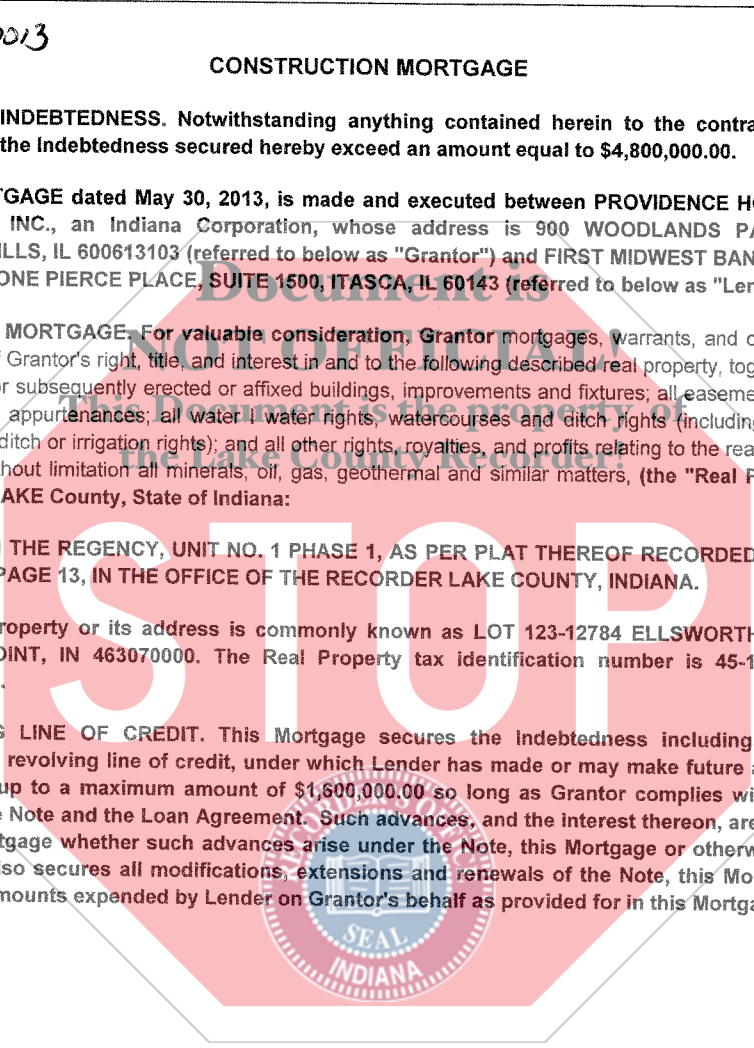 0013
CONSTRUCTION MORTGAGE
INDEBTEDNESS. Notwithstanding anything contained herein to the contra
the Indebtedness secured hereby exceed an amount equal to $4,800,000.00.
TGAGE dated May 30, 2013, is made and executed between PROVIDENCE HO
INC., an Indiana Corporation, whose address is 900 WOODLANDS PA
ILLS, IL 600613103 (referred to below as "Grantor") and FIRST MIDWEST BAN
ONE PIERCE PLACE, SUITE 1500, ITASCA, IL 60143 (referred to below as "Len
Document is
MORTGAGE. For valuable consideration, Grantor mortgages, warrants, and c
NOT OFFICIAL!
f Grantor's right, title, and interest in and to the following described real property, tog
r subsequently erected or affixed buildings, improvements and fixtures; all easeme
This Document is the property of
appurtenances; all water, water rights, watercourses and ditch rights (including
ditch or irrigation rights); and all other rights, royalties, and profits relating to the rea
the Lake County Recorder!
hout limitation all minerals, oil, gas, geothermal and similar matters, (the "Real P
LAKE County, State of Indiana:
THE REGENCY, UNIT NO. 1 PHASE 1, AS PER PLAT THEREOF RECORDED
PAGE 13, IN THE OFFICE OF THE RECORDER LAKE COUNTY, INDIANA.
STOP
roperty or its address is commonly known as LOT 123-12784 ELLSWORTH
OINT, IN 463070000. The Real Property tax identification number is 45-1
.
G LINE OF CREDIT. This Mortgage secures the Indebtedness including
revolving line of credit, under which Lender has made or may make future a
up to a maximum amount of $1,600,000.00 so long as Grantor complies wi
e Note and the Loan Agreement. Such advances, and the interest thereon, are
tgage whether such advances arise under the Note, this Mortgage or otherw
lso secures all modifications, extensions and renewals of the Note, this Mo
mounts expended by Lender on Grantor's behalf as provided for in this Mortga
SEAL
INDIANA